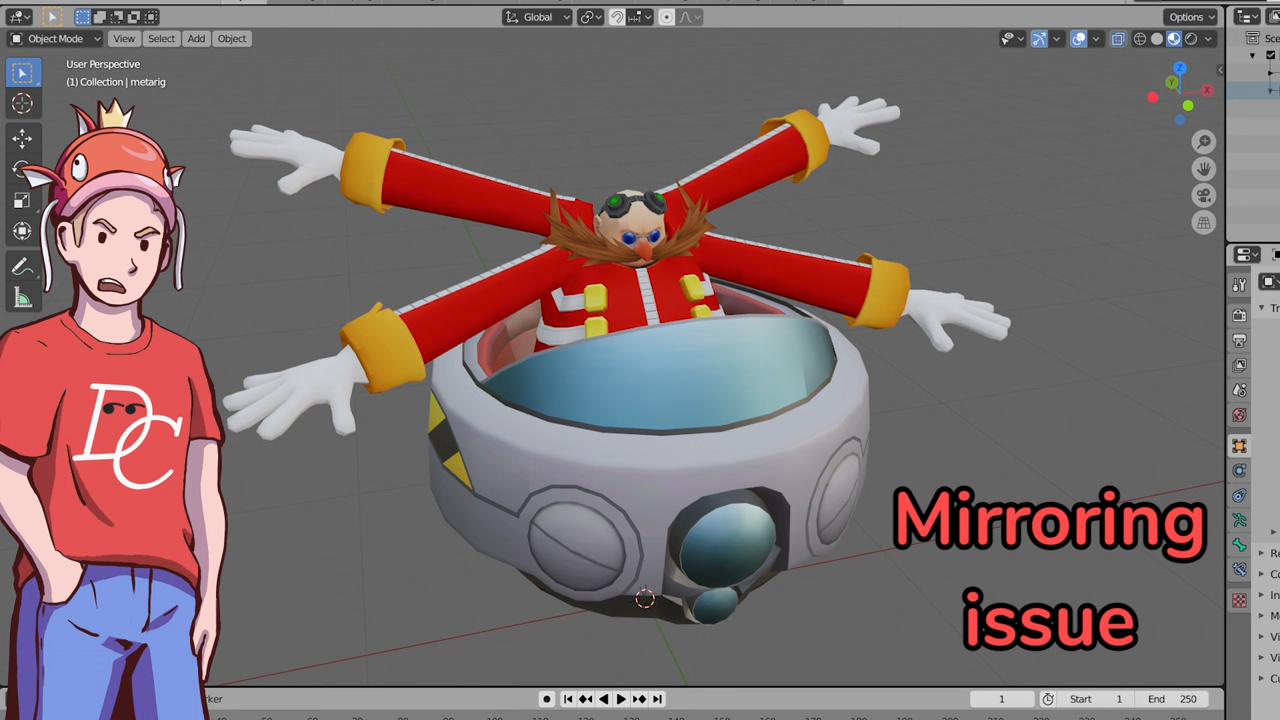 Global
Options
Object Mode
View
Select
Add
Object
User Perspective
(1) Collection | metarig
Z
Y
X
DC
Mirroring
issue
1
Start 1
End 250